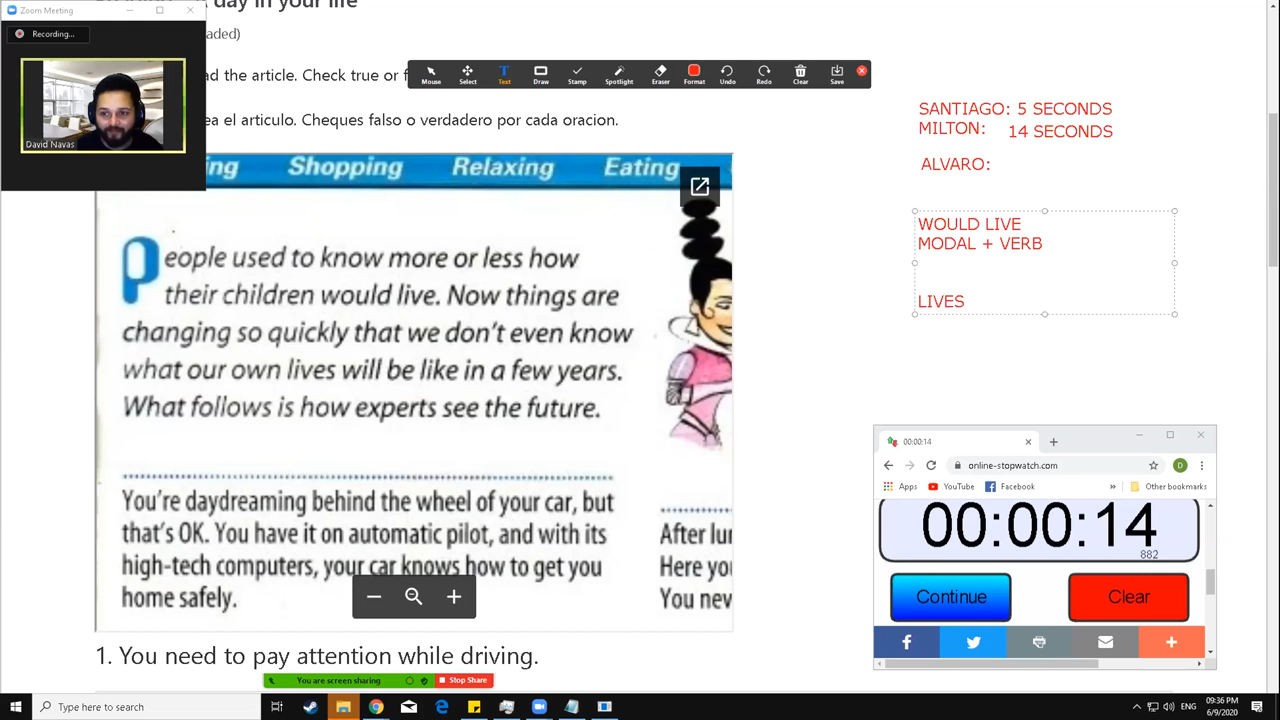 day in your life
Zoom Meeting
Recording...
aded)
ad the article. Check true or f
Mouse Select Text Draw Stamp Spotlight Eraser Format Undo Redo Clear Save
ea el articulo. Cheques falso o verdadero por cada oracion.
David Navas
SANTIAGO: 5 SECONDS
MILTON: 14 SECONDS
ALVARO:
ing Shopping Relaxing Eating
WOULD LIVE
MODAL + VERB
LIVES
People used to know more or less how
their children would live. Now things are
changing so quickly that we don't even know
what our own lives will be like in a few years.
What follows is how experts see the future.
You're daydreaming behind the wheel of your car, but
that's OK. You have it on automatic pilot, and with its
high-tech computers, your car knows how to get you
home safely.
After lun
Here you
You nev
1. You need to pay attention while driving.
00:00:14
online-stopwatch.com
D
Apps YouTube Facebook » Other bookmarks
00:00:14
882
Continue Clear
You are screen sharing Stop Share
Type here to search
ENG
09:36 PM
6/9/2020